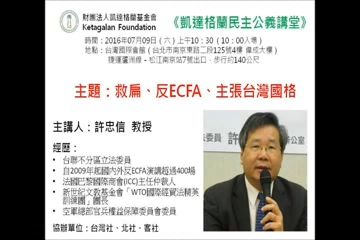 財團法人凱達格蘭基金會
Ketagalan Foundation
《凱達格蘭民主公義講堂》
時間：2016年07月09日（六）上午10：30（10：00入場）
地點：台灣國際會館（台北市南京東路二段125號4樓 偉成大樓）
捷運蘆洲線－松江南京站7號出口，步行約140公尺
主題：救扁、反ECFA、主張台灣國格
主講人：許忠信 教授
經歷：
• 台聯不分區立法委員
• 自2009年起國內外反ECFA演講超過400場
• 法國巴黎國際商會(ICC)主任仲裁人
• 新世紀文教基金會「WTO國際經貿法精英訓練團」團長
• 空軍總部官兵權益保障委員會委員
協辦單位：台灣社、北社、客社
法委員
許
辦公室